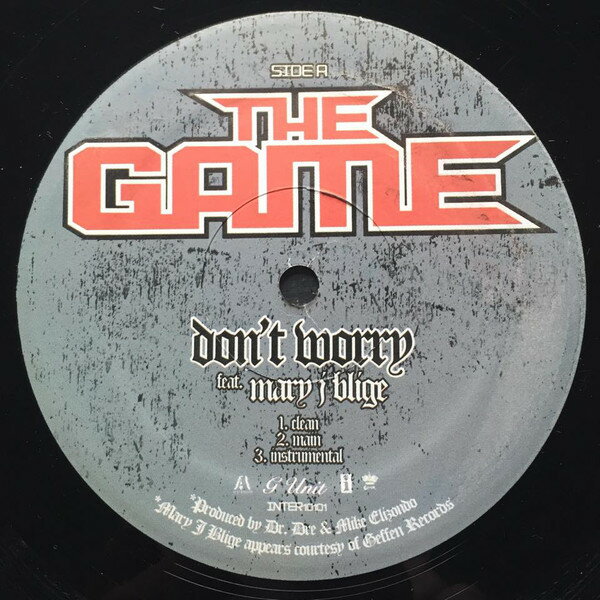 SIDE A
THE
GAME
don't worry
feat. mary j blige
1. clean
2. main
3. instrumental
G Unit
INTER10101
*Produced by Dr. Dre & Mike Elizondo
*Mary J Blige appears courtesy of Geffen Records